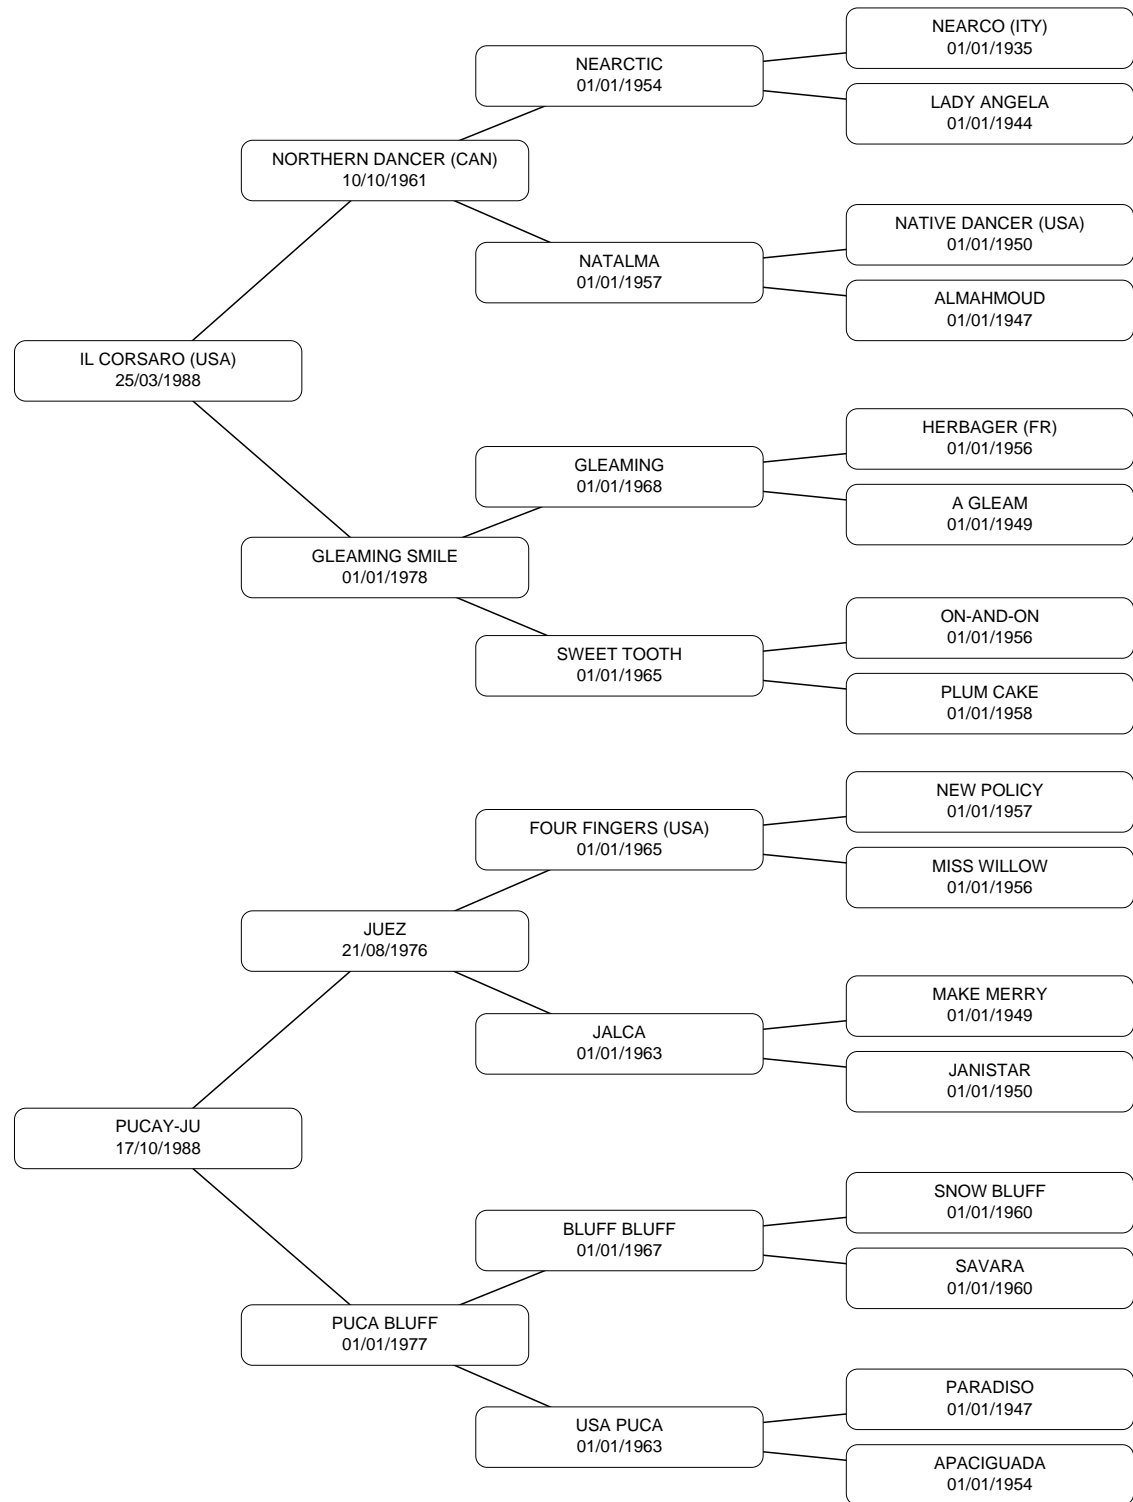 NEARCO (ITY)
01/01/1935
NEARCTIC
01/01/1954
LADY ANGELA
01/01/1944
NORTHERN DANCER (CAN)
10/10/1961
NATIVE DANCER (USA)
01/01/1950
NATALMA
01/01/1957
ALMAHMOUD
01/01/1947
IL CORSARO (USA)
25/03/1988
HERBAGER (FR)
01/01/1956
GLEAMING
01/01/1968
A GLEAM
01/01/1949
GLEAMING SMILE
01/01/1978
ON-AND-ON
01/01/1956
SWEET TOOTH
01/01/1965
PLUM CAKE
01/01/1958
NEW POLICY
01/01/1957
FOUR FINGERS (USA)
01/01/1965
MISS WILLOW
01/01/1956
JUEZ
21/08/1976
MAKE MERRY
01/01/1949
JALCA
01/01/1963
JANISTAR
01/01/1950
PUCAY-JU
17/10/1988
SNOW BLUFF
01/01/1960
BLUFF BLUFF
01/01/1967
SAVARA
01/01/1960
PUCA BLUFF
01/01/1977
PARADISO
01/01/1947
USA PUCA
01/01/1963
APACIGUADA
01/01/1954